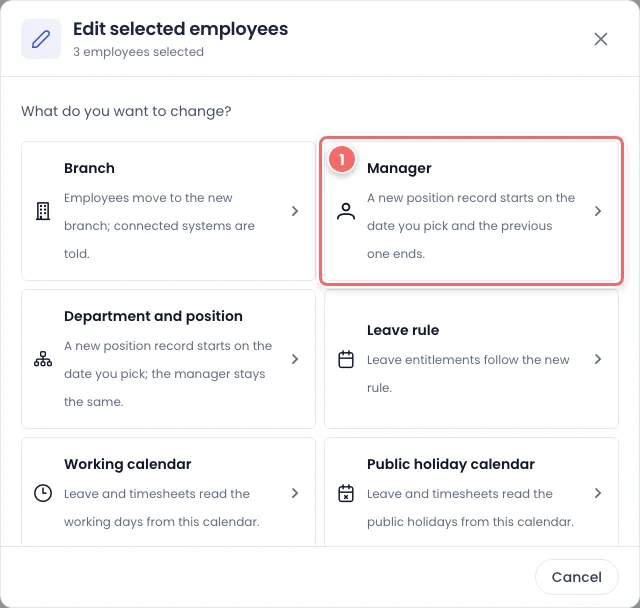 Edit selected employees
3 employees selected
What do you want to change?
Branch
Employees move to the new
branch; connected systems are
told.
1
Manager
A new position record starts on the
date you pick and the previous
one ends.
Department and position
A new position record starts on the
date you pick; the manager stays
the same.
Leave rule
Leave entitlements follow the new
rule.
Working calendar
Leave and timesheets read the
working days from this calendar.
Public holiday calendar
Leave and timesheets read the
public holidays from this calendar.
Cancel